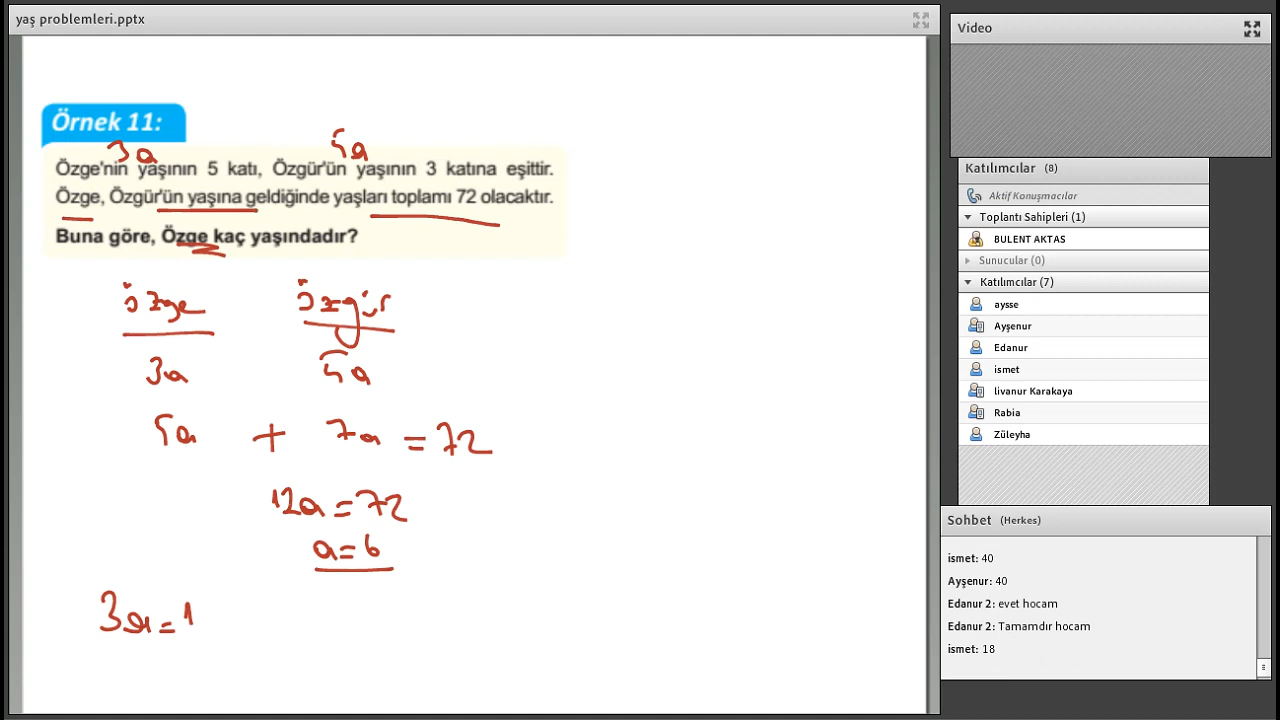 yaş problemleri.pptx
Örnek 11:
3a 5a
Özge'nin yaşının 5 katı, Özgür'ün yaşının 3 katına eşittir.
Özge, Özgür'ün yaşına geldiğinde yaşları toplamı 72 olacaktır.
Buna göre, Özge kaç yaşındadır?
özge özgür
3a 5a
5a + 7a = 72
12a = 72
a = 6
3a = 1
Video
Katılımcılar (8)
Aktif Konuşmacılar
Toplantı Sahipleri (1)
BULENT AKTAS
Sunucular (0)
Katılımcılar (7)
aysse
Ayşenur
Edanur
ismet
livanur Karakaya
Rabia
Züleyha
Sohbet (Herkes)
ismet: 40
Ayşenur: 40
Edanur 2: evet hocam
Edanur 2: Tamamdır hocam
ismet: 18